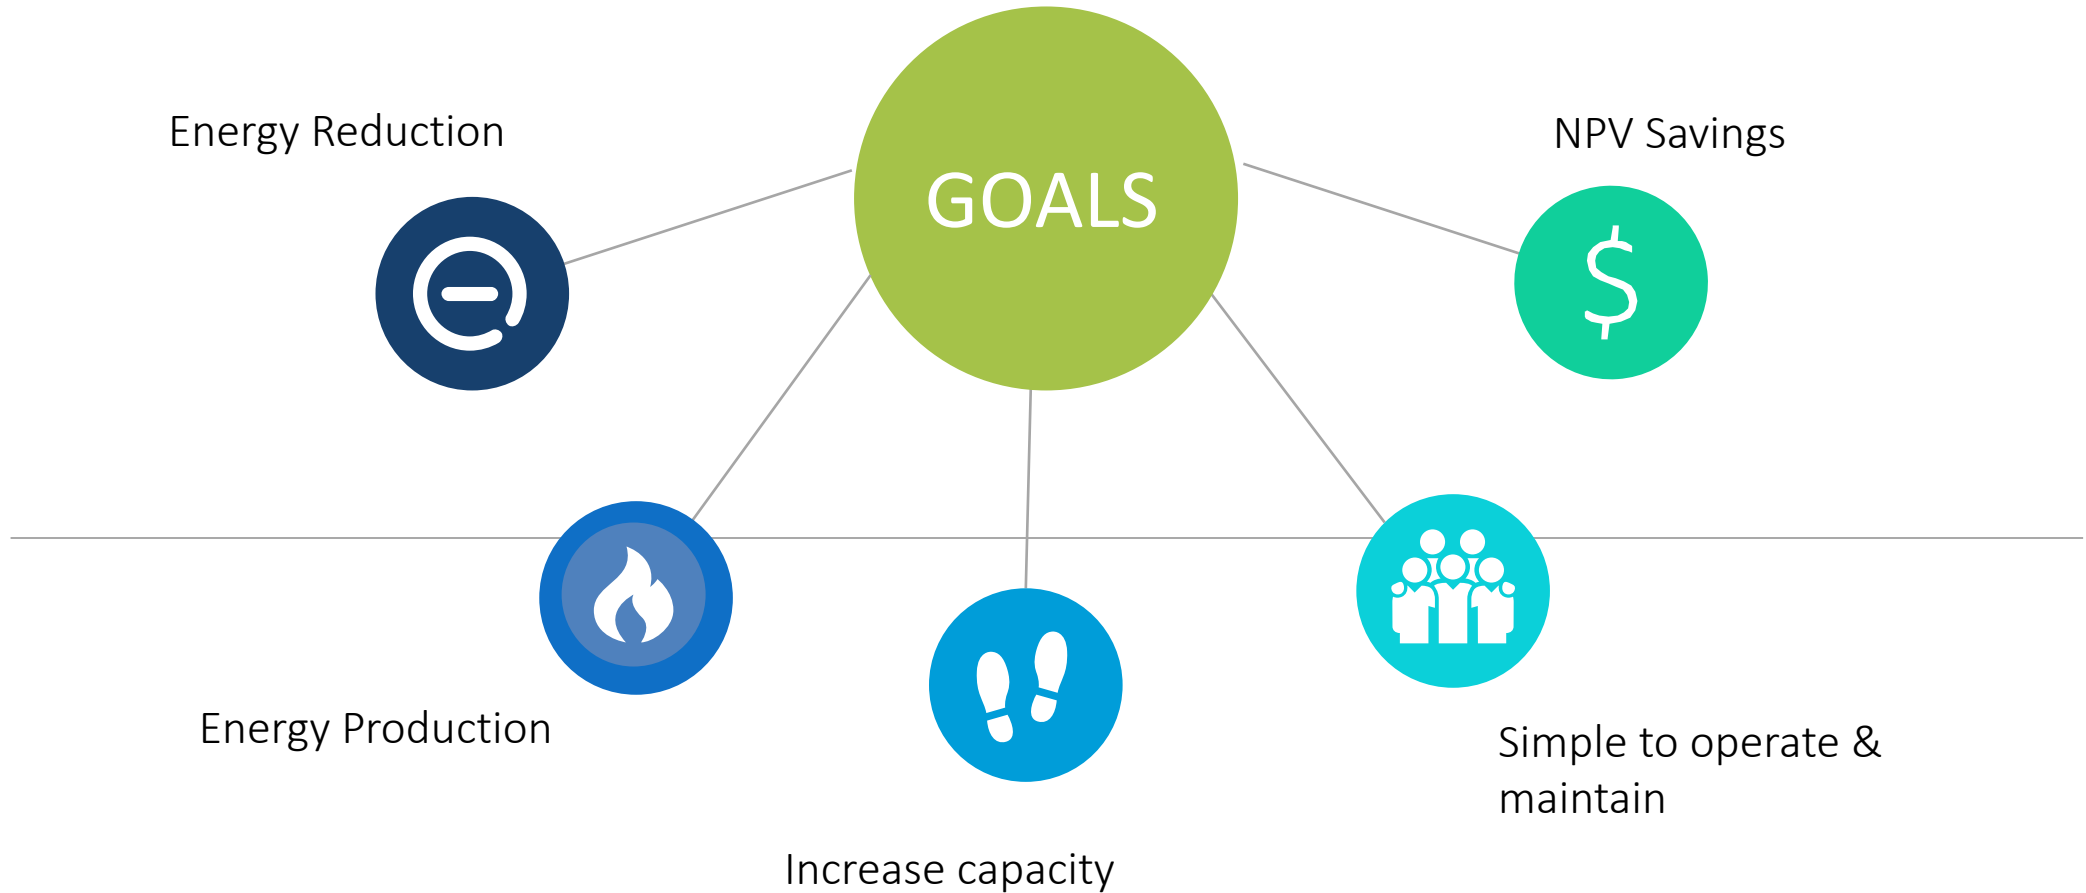 GOALS
Energy Reduction
NPV Savings
$
Energy Production
Simple to operate &
maintain
Increase capacity